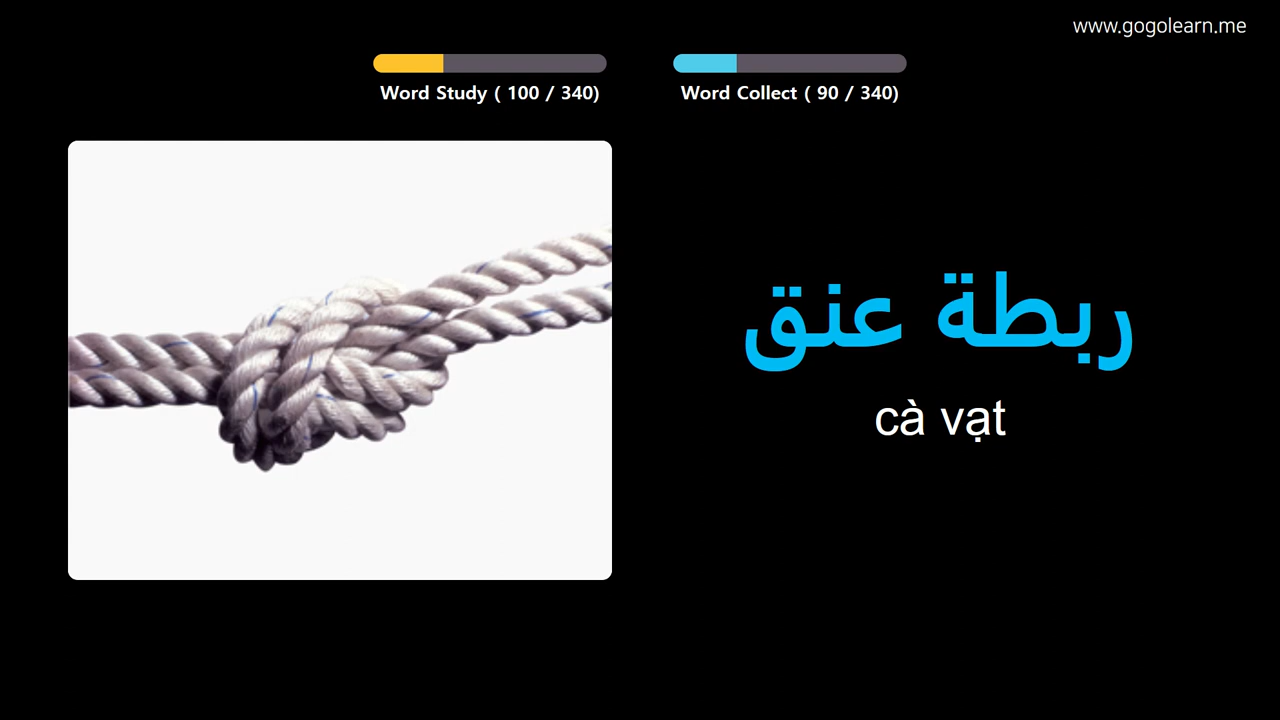 www.gogolearn.me
Word Study ( 100 / 340)
Word Collect ( 90 / 340)
ربطة عنق
cà vạt